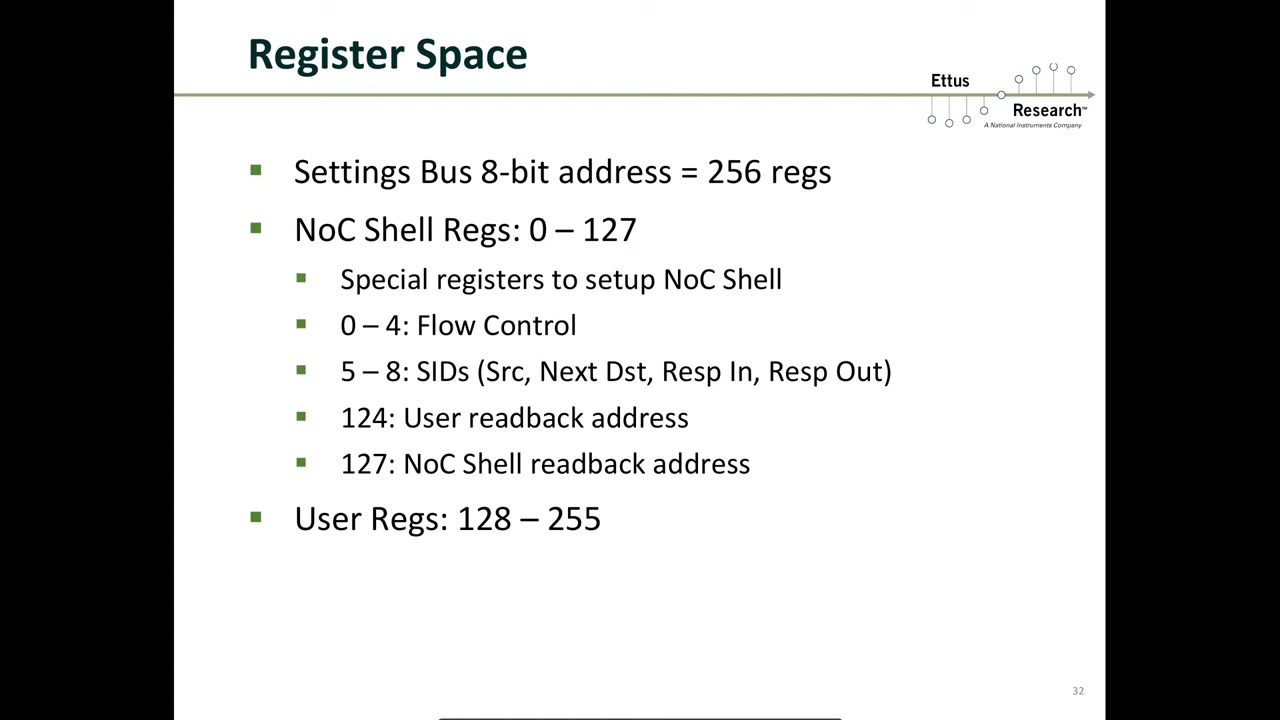 Register Space
Ettus
Research™
A National Instruments Company
Settings Bus 8-bit address = 256 regs
NoC Shell Regs: 0 – 127
Special registers to setup NoC Shell
0 – 4: Flow Control
5 – 8: SIDs (Src, Next Dst, Resp In, Resp Out)
124: User readback address
127: NoC Shell readback address
User Regs: 128 – 255
32